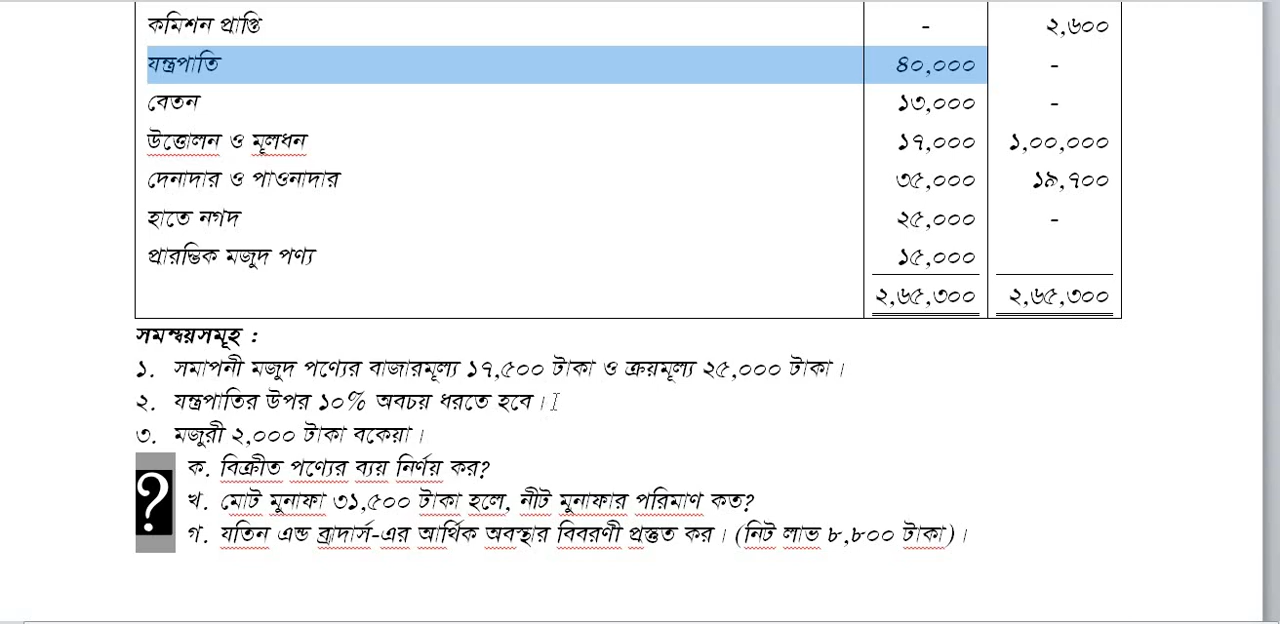 কমিশন প্রাপ্তি - ২,৬০০
যন্ত্রপাতি ৪০,০০০ -
বেতন ১৩,০০০ -
উত্তোলন ও মূলধন ১৭,০০০ ১,০০,০০০
দেনাদার ও পাওনাদার ৩৫,০০০ ১৯,৭০০
হাতে নগদ ২৫,০০০ -
প্রারম্ভিক মজুদ পণ্য ১৫,০০০
২,৬৫,৩০০ ২,৬৫,৩০০
সমন্বয়সমূহ :
১. সমাপনী মজুদ পণ্যের বাজারমূল্য ১৭,৫০০ টাকা ও ক্রয়মূল্য ২৫,০০০ টাকা।
২. যন্ত্রপাতির উপর ১০% অবচয় ধরতে হবে।
৩. মজুরী ২,০০০ টাকা বকেয়া।
? ক. বিক্রীত পণ্যের ব্যয় নির্ণয় কর?
খ. মোট মুনাফা ৩১,৫০০ টাকা হলে, নীট মুনাফার পরিমাণ কত?
গ. যতিন এন্ড ব্রাদার্স-এর আর্থিক অবস্থার বিবরণী প্রস্তুত কর। (নিট লাভ ৮,৮০০ টাকা)।